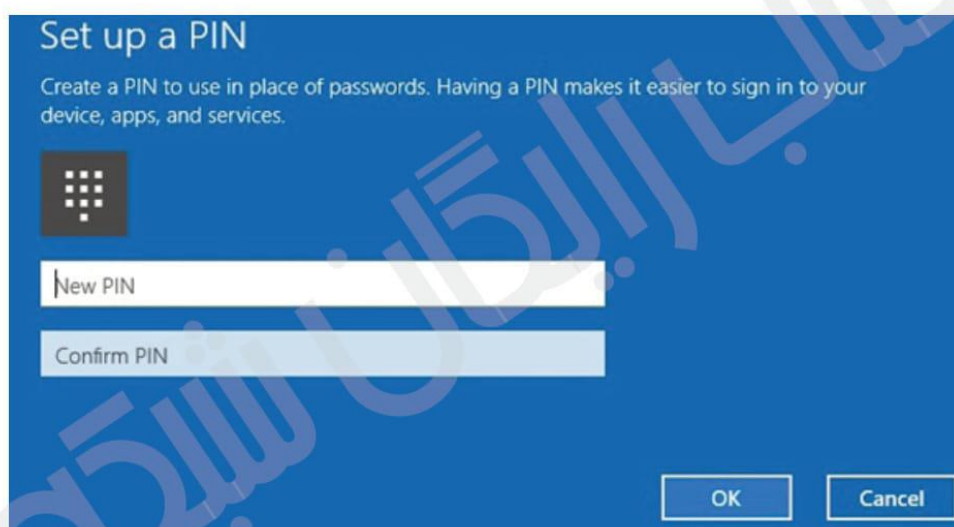 Set up a PIN
Create a PIN to use in place of passwords. Having a PIN makes it easier to sign in to your
device, apps, and services.
New PIN
Confirm PIN
OK
Cancel
رایگان